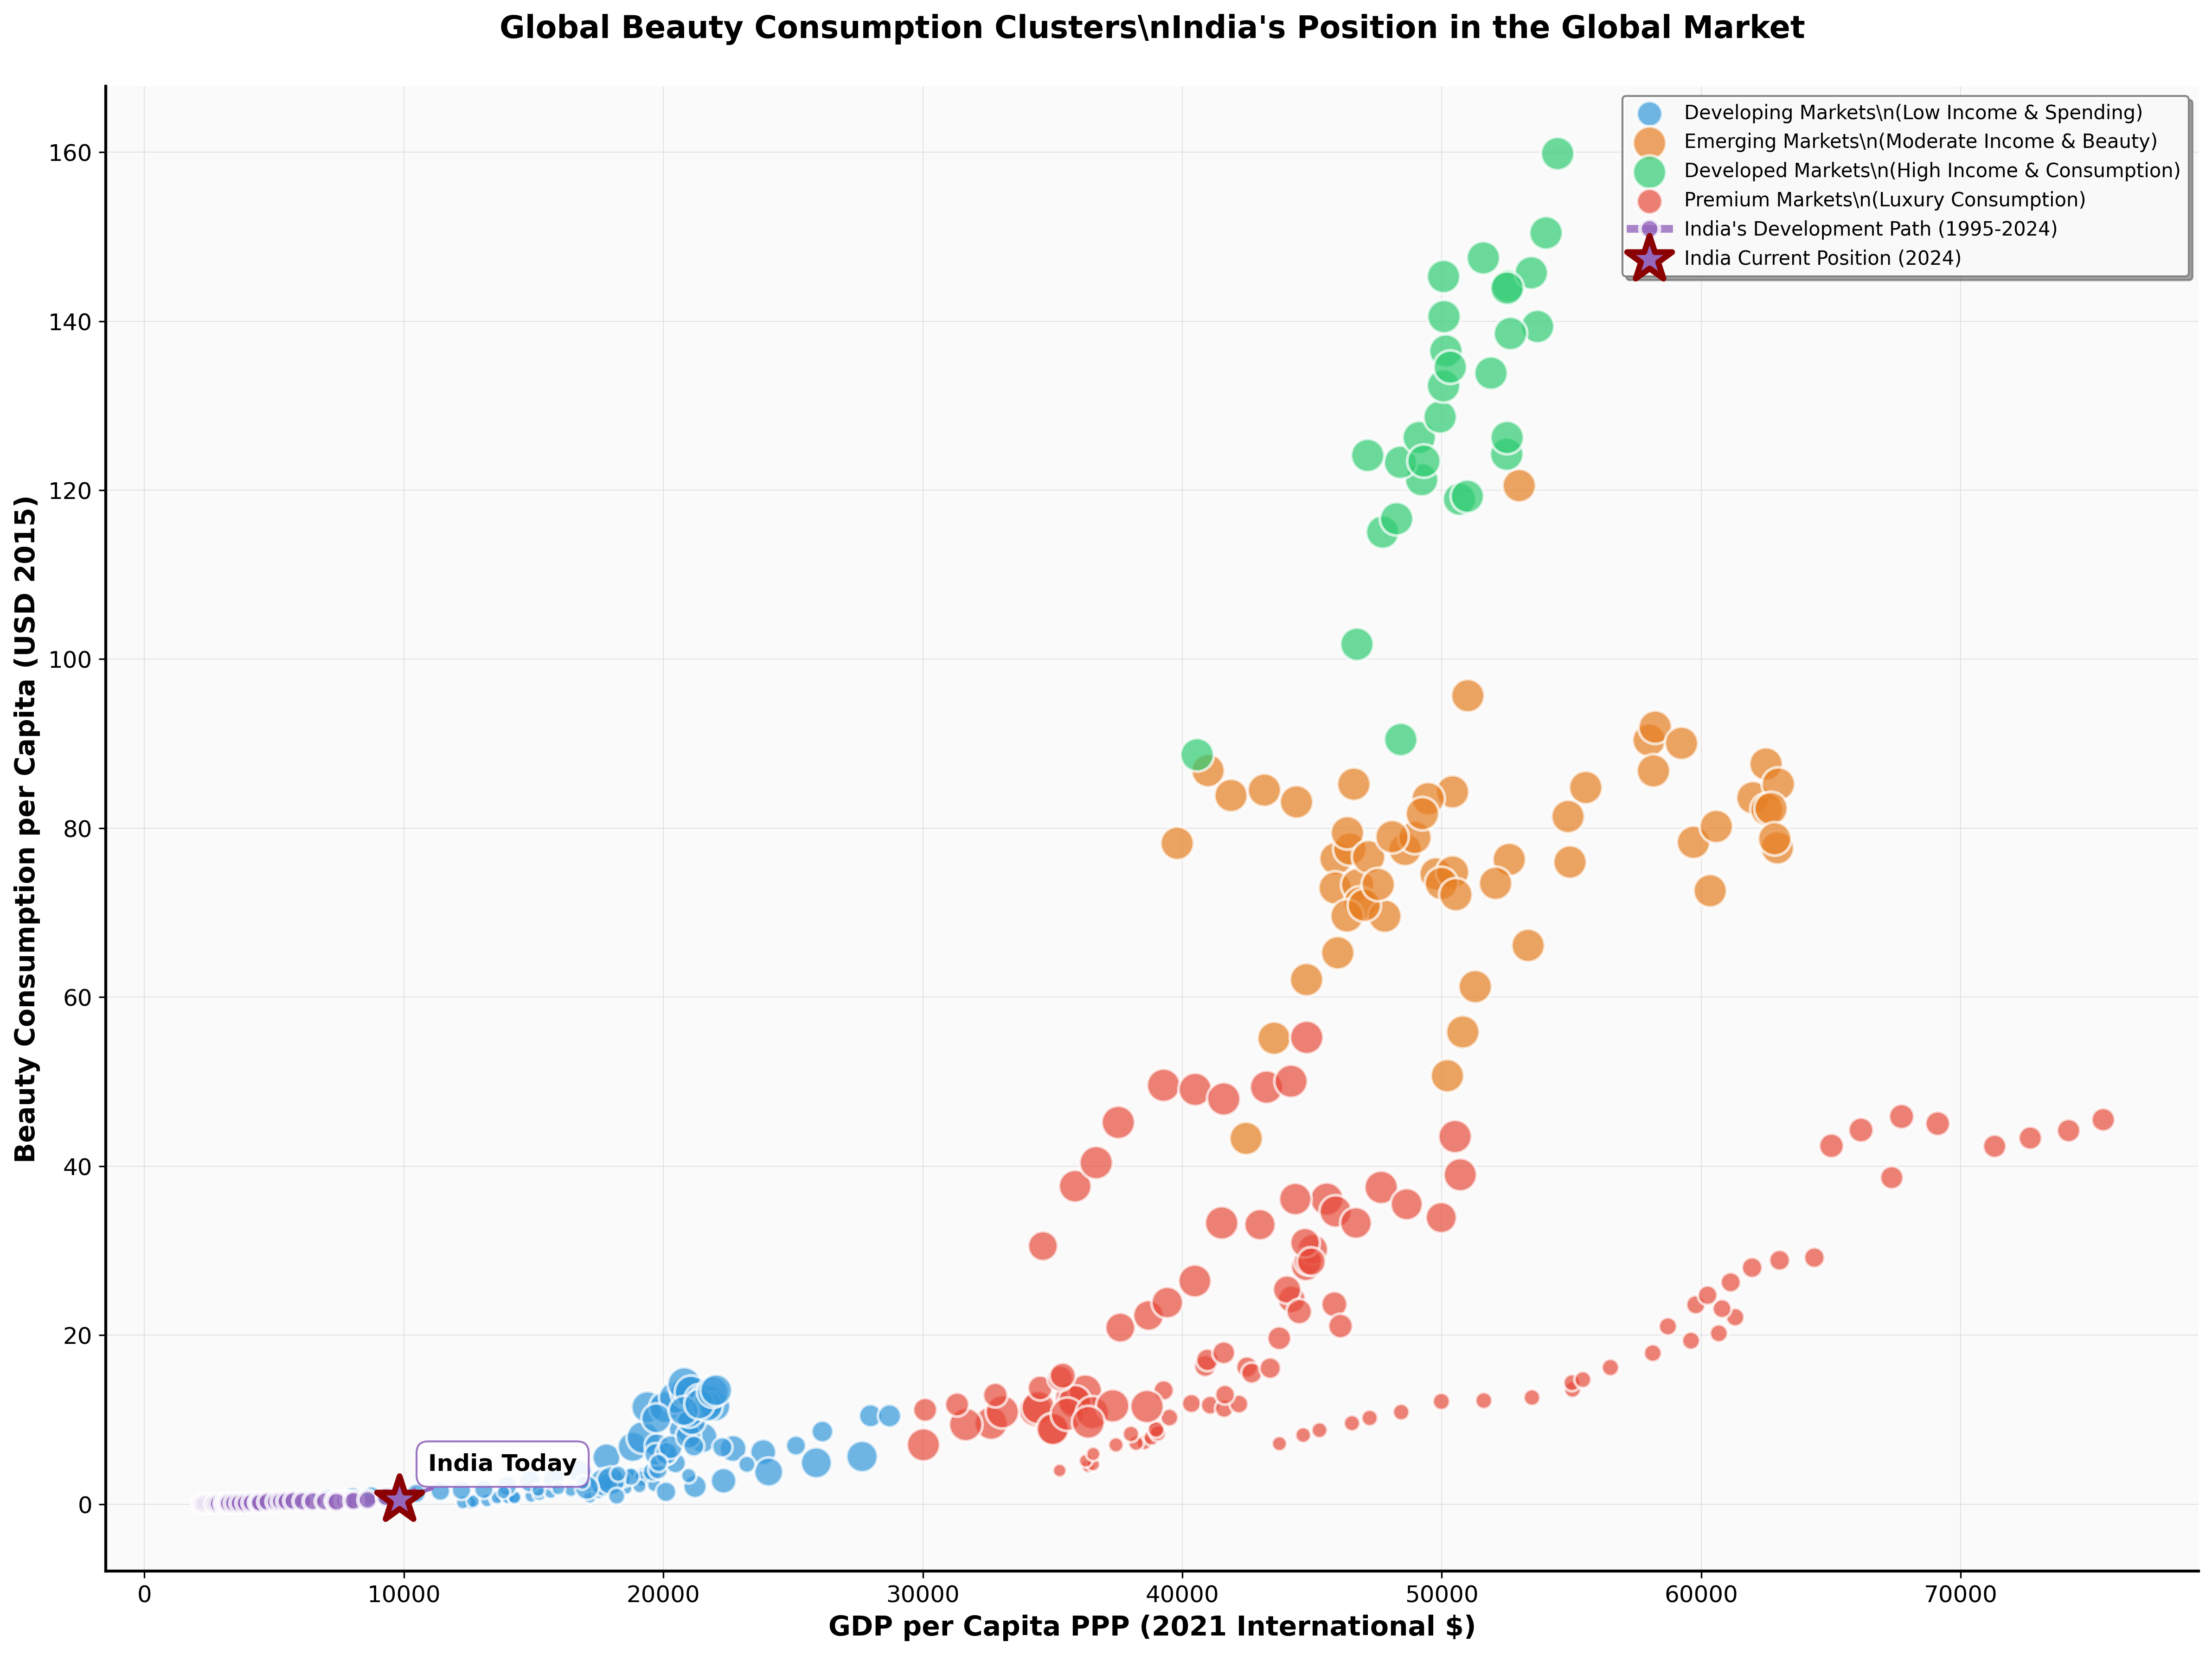 Global Beauty Consumption Clusters\nIndia's Position in the Global Market
Developing Markets\n(Low Income & Spending)
Emerging Markets\n(Moderate Income & Beauty)
Developed Markets\n(High Income & Consumption)
Premium Markets\n(Luxury Consumption)
India's Development Path (1995-2024)
India Current Position (2024)
Beauty Consumption per Capita (USD 2015)
160
140
120
100
80
60
40
20
0
India Today
0
10000
20000
30000
40000
50000
60000
70000
GDP per Capita PPP (2021 International $)